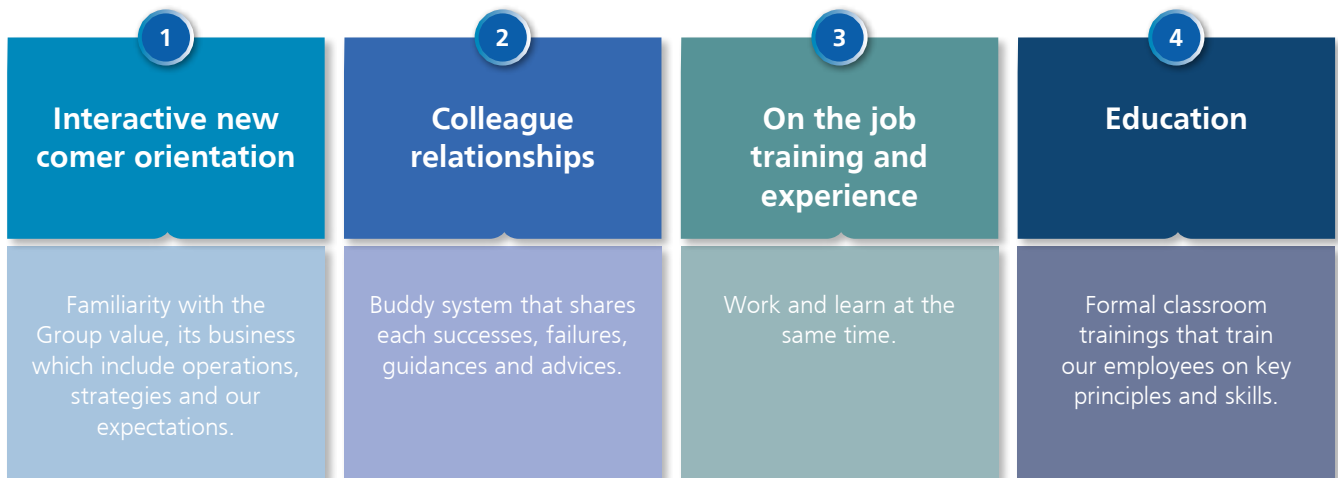 1
Interactive new
comer orientation
Familiarity with the
Group value, its business
which include operations,
strategies and our
expectations.
2
Colleague
relationships
Buddy system that shares
each successes, failures,
guidances and advices.
3
On the job
training and
experience
Work and learn at the
same time.
4
Education
Formal classroom
trainings that train
our employees on key
principles and skills.